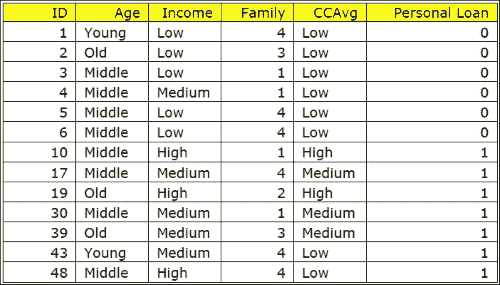 ID Age Income Family CCAvg Personal Loan
1 Young Low 4 Low 0
2 Old Low 3 Low 0
3 Middle Low 1 Low 0
4 Middle Medium 1 Low 0
5 Middle Low 4 Low 0
6 Middle Low 4 Low 0
10 Middle High 1 High 1
17 Middle Medium 4 Medium 1
19 Old High 2 High 1
30 Middle Medium 1 Medium 1
39 Old Medium 3 Medium 1
43 Young Medium 4 Low 1
48 Middle High 4 Low 1